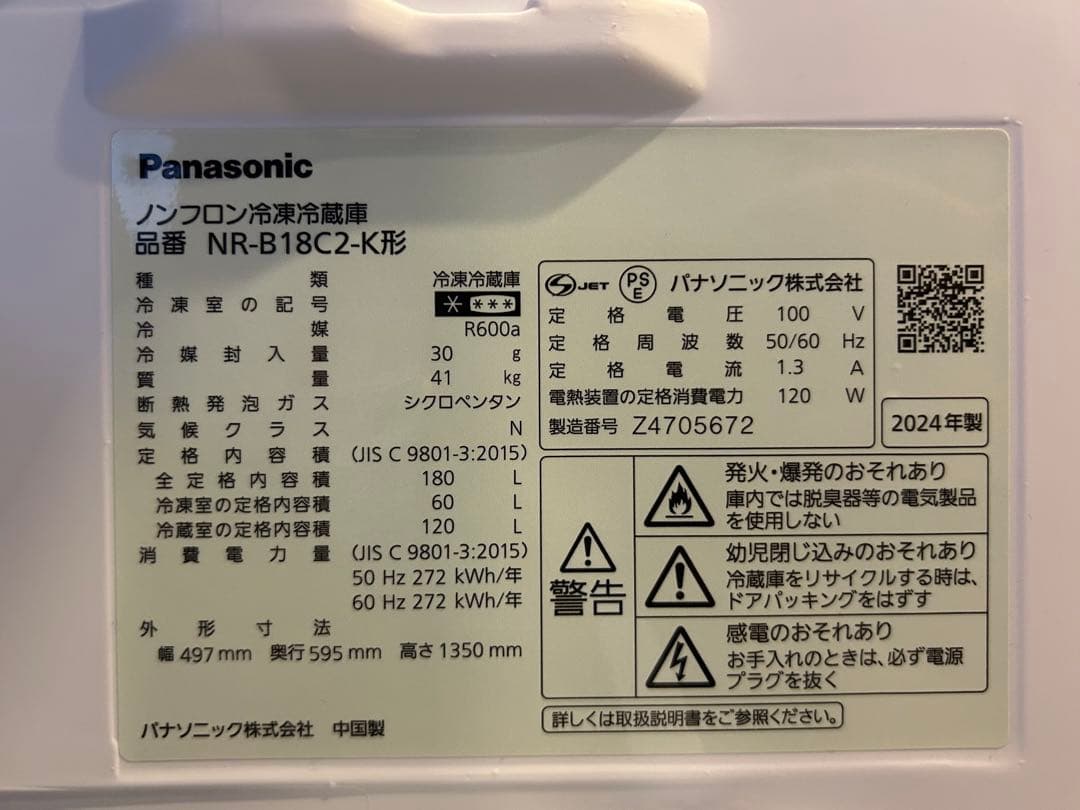 Panasonic
ノンフロン冷凍冷蔵庫
品番 NR-B18C2-K形
種類 冷凍冷蔵庫
冷凍室の記号 * ***
冷媒 R600a
冷媒封入量 30 g
質量 41 kg
断熱発泡ガス シクロペンタン
気候クラス N
定格内容積 (JIS C 9801-3:2015)
全定格内容積 180 L
冷凍室の定格内容積 60 L
冷蔵室の定格内容積 120 L
消費電力量 (JIS C 9801-3:2015)
50 Hz 272 kWh/年
60 Hz 272 kWh/年
外形寸法
幅 497 mm 奥行 595 mm 高さ 1350 mm
パナソニック株式会社 中国製
S JET PS E パナソニック株式会社
定格電圧 100 V
定格周波数 50/60 Hz
定格電流 1.3 A
電熱装置の定格消費電力 120 W
製造番号 Z4705672
2024年製
警告
発火・爆発のおそれあり
庫内では脱臭器等の電気製品
を使用しない
幼児閉じ込みのおそれあり
冷蔵庫をリサイクルする時は、
ドアパッキングをはずす
感電のおそれあり
お手入れのときは、必ず電源
プラグを抜く
詳しくは取扱説明書をご参照ください。